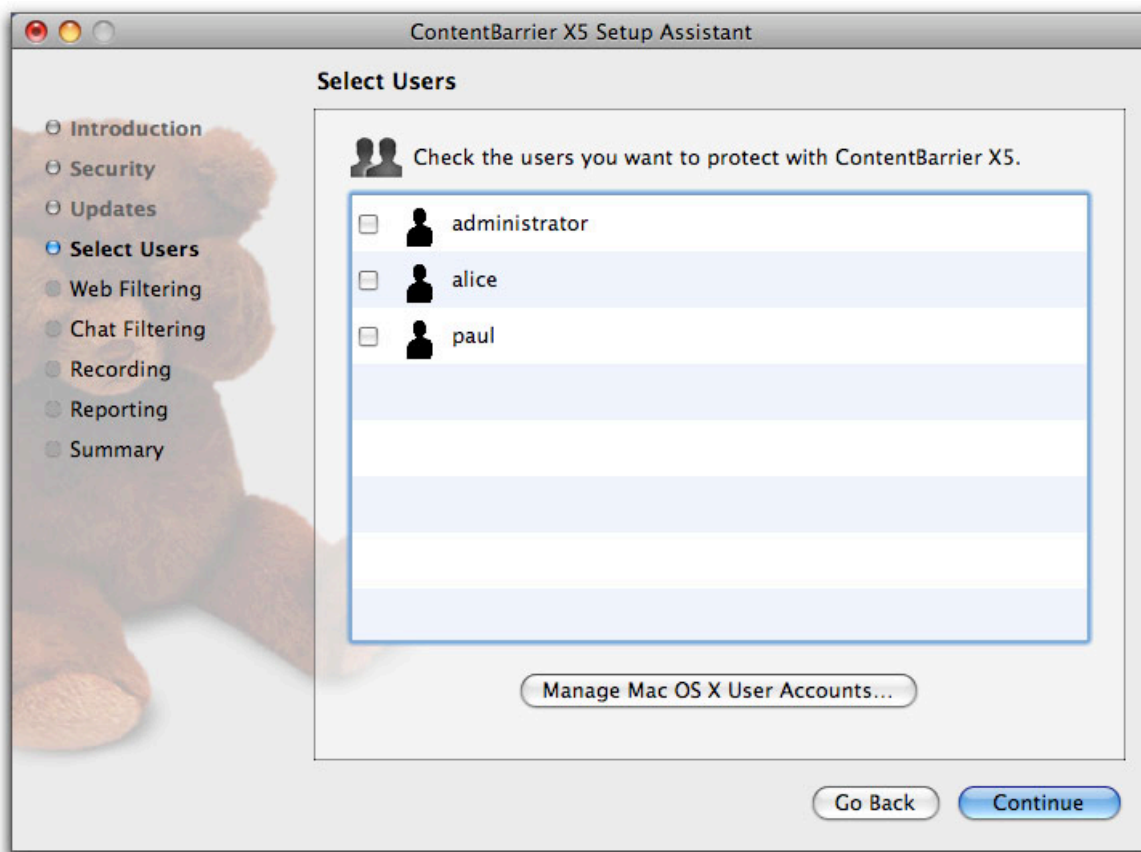 ContentBarrier X5 Setup Assistant
Select Users
Introduction
Security
Updates
Select Users
Web Filtering
Chat Filtering
Recording
Reporting
Summary
Check the users you want to protect with ContentBarrier X5.
administrator
alice
paul
Manage Mac OS X User Accounts...
Go Back
Continue